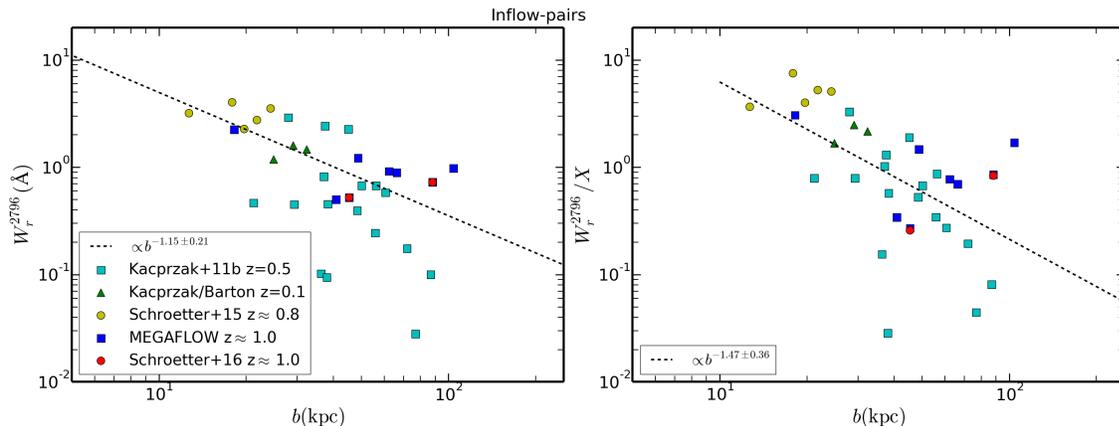 Inflow-pairs
W_r^2796 (Å)
10^1
10^0
10^-1
10^-2
∝b^-1.15±0.21
Kacprzak+11b z=0.5
Kacprzak/Barton z=0.1
Schroetter+15 z≈ 0.8
MEGAFLOW z≈ 1.0
Schroetter+16 z≈ 1.0
10^1
10^2
b(kpc)
W_r^2796/X
10^1
10^0
10^-1
10^-2
∝b^-1.47±0.36
10^1
10^2
b(kpc)